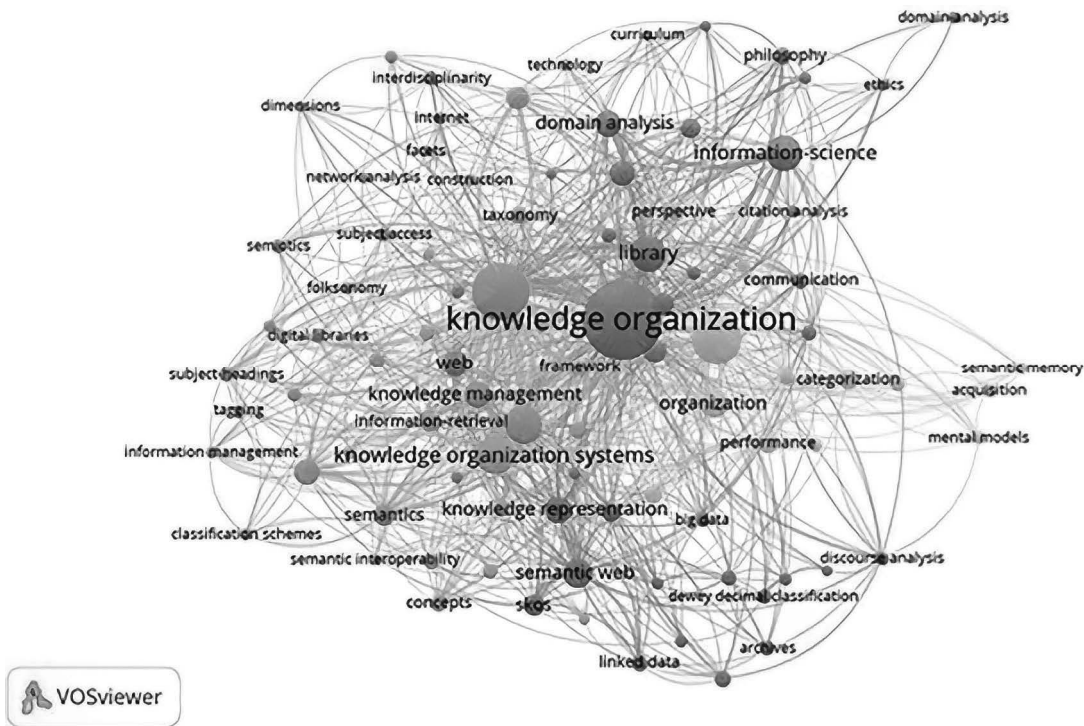 domain analysis
curriculum
philosophy
technology
interdisciplinarity
ethics
dimensions
internet
domain analysis
facets
information-science
network analysis
construction
perspective
citation analysis
taxonomy
subject access
semiotics
library
communication
folksonomy
knowledge organization
digital libraries
web
framework
semantic memory
subject headings
categorization
acquisition
knowledge management
tagging
organization
information-retrieval
performance
mental models
information management
knowledge organization systems
semantics
knowledge representation
big data
classification schemes
semantic interoperability
discourse analysis
semantic web
dewey decimal classification
concepts
skos
archives
linked data
VOSviewer